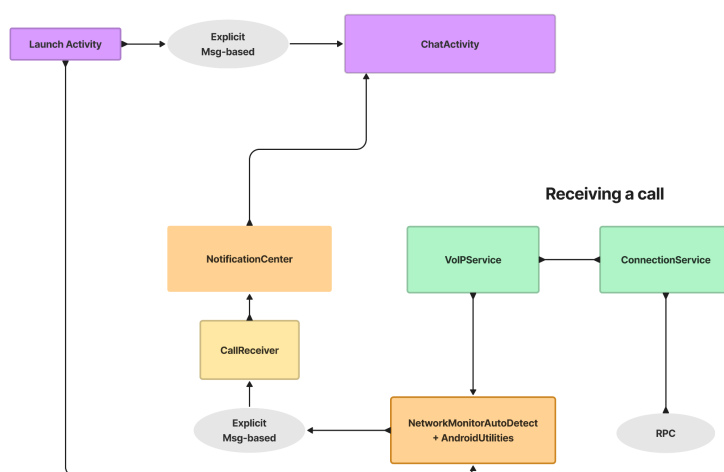 Launch Activity
Explicit
Msg-based
ChatActivity
Receiving a call
NotificationCenter
VoIPService
ConnectionService
CallReceiver
Explicit
Msg-based
NetworkMonitorAutoDetect
+ AndroidUtilities
RPC